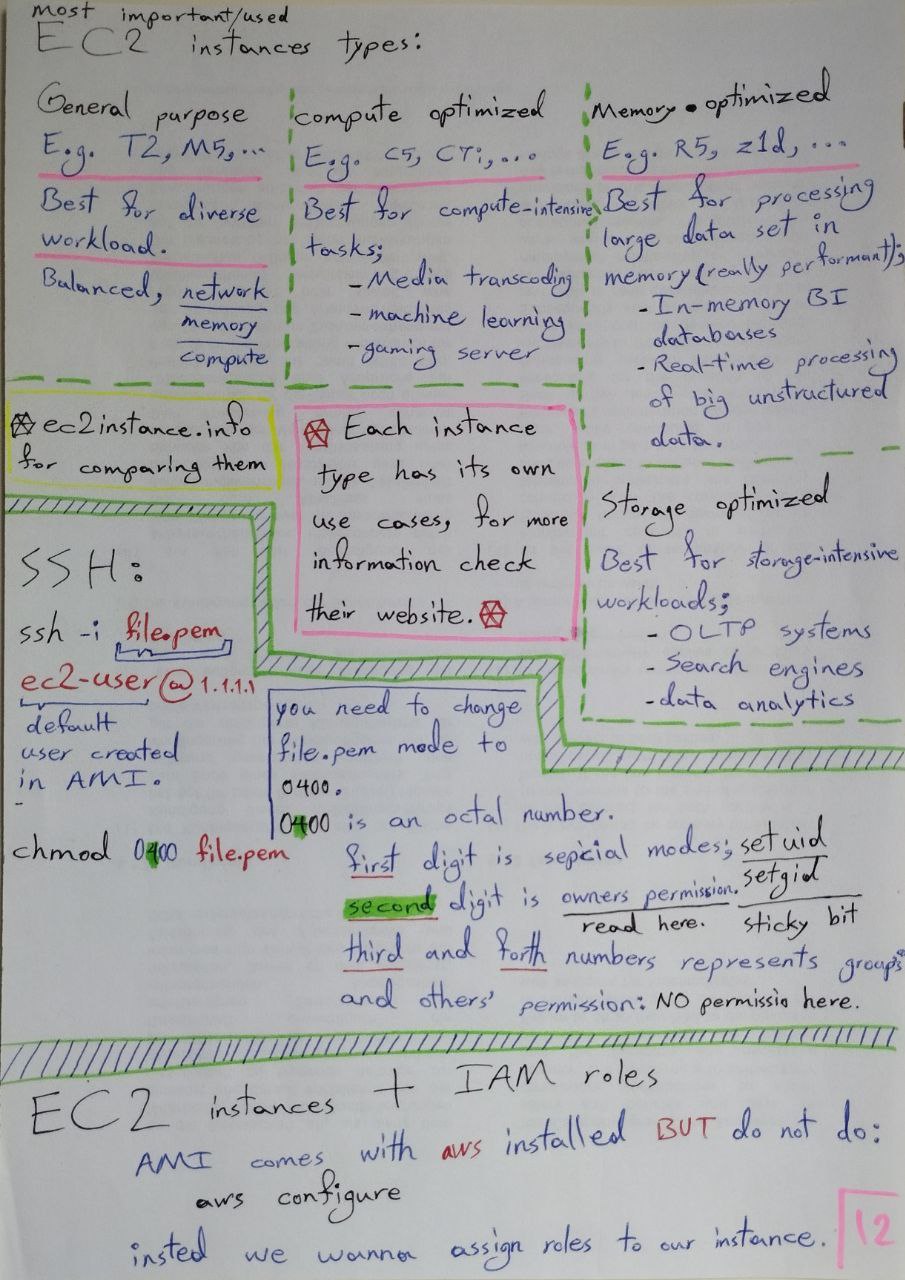 most important/used
EC2 instances types:
General purpose
E.g. T2, M5,...
Best for diverse
workload.
Balanced, network
memory
compute
compute optimized
E.g. C5, C7i,...
Best for compute-intensive
tasks;
- Media transcoding
- machine learning
- gaming server
Memory optimized
E.g. R5, z1d, ...
Best for processing
large data set in
memory (really performant);
- In-memory BI
databases
- Real-time processing
of big unstructured
data.
ec2instance.info
for comparing them
Each instance
type has its own
use cases, for more
information check
their website.
Storage optimized
Best for storage-intensive
workloads;
- OLTP systems
- Search engines
- data analytics
SSH:
ssh -i file.pem
ec2-user@1.1.1.1
default
user created
in AMI.
chmod 0400 file.pem
you need to change
file.pem mode to
0400.
0400 is an octal number.
first digit is sepcial modes; setuid
setgid
sticky bit
second digit is owners permission.
read here.
third and forth numbers represents group's
and others' permission: NO permissio here.
EC2 instances + IAM roles
AMI comes with aws installed BUT do not do:
aws configure
insted we wanna assign roles to our instance.
12